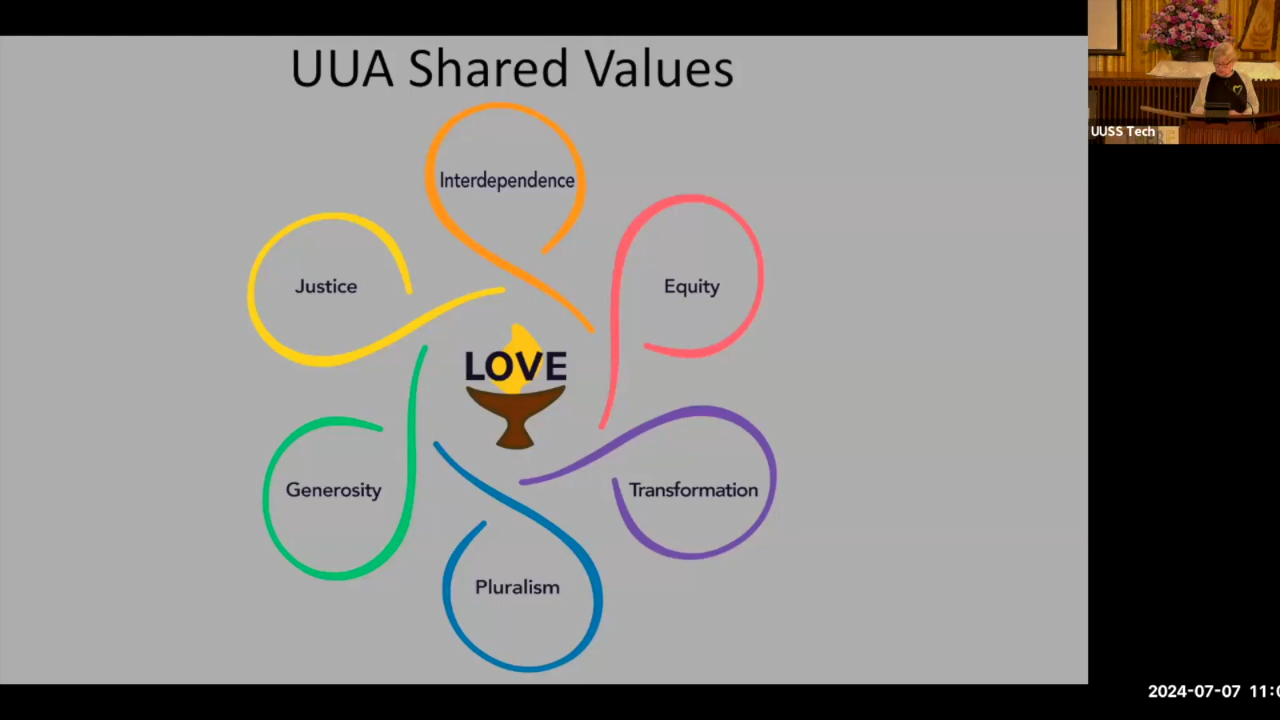 UUA Shared Values
Interdependence
Justice
Equity
LOVE
Generosity
Transformation
Pluralism
UUSS Tech
2024-07-07 11:0